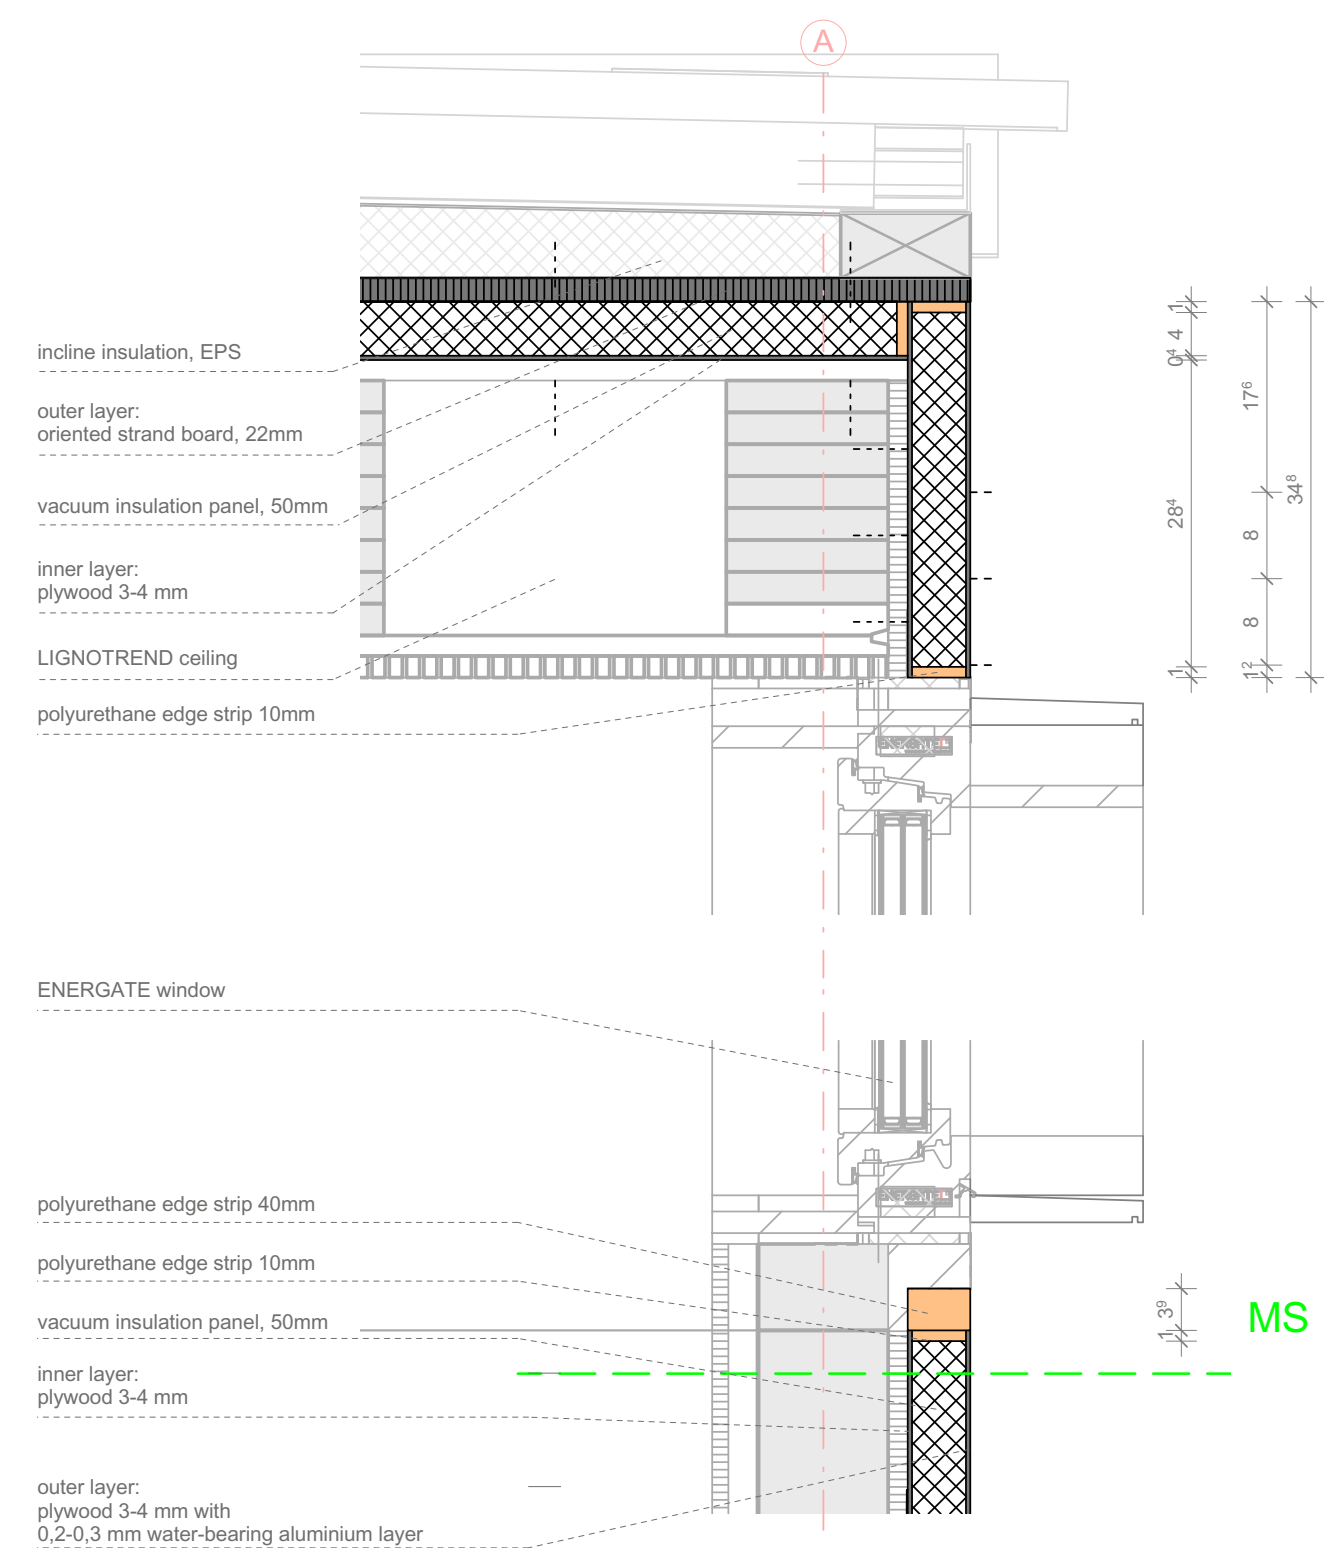 A
incline insulation, EPS
outer layer:
oriented strand board, 22mm
vacuum insulation panel, 50mm
inner layer:
plywood 3-4 mm
LIGNOTREND ceiling
polyurethane edge strip 10mm
1
4
0⁴
28⁴
1
17⁶
8
8
1²
34⁸
ENERGATE window
polyurethane edge strip 40mm
polyurethane edge strip 10mm
vacuum insulation panel, 50mm
inner layer:
plywood 3-4 mm
outer layer:
plywood 3-4 mm with
0,2-0,3 mm water-bearing aluminium layer
3⁹
1
MS